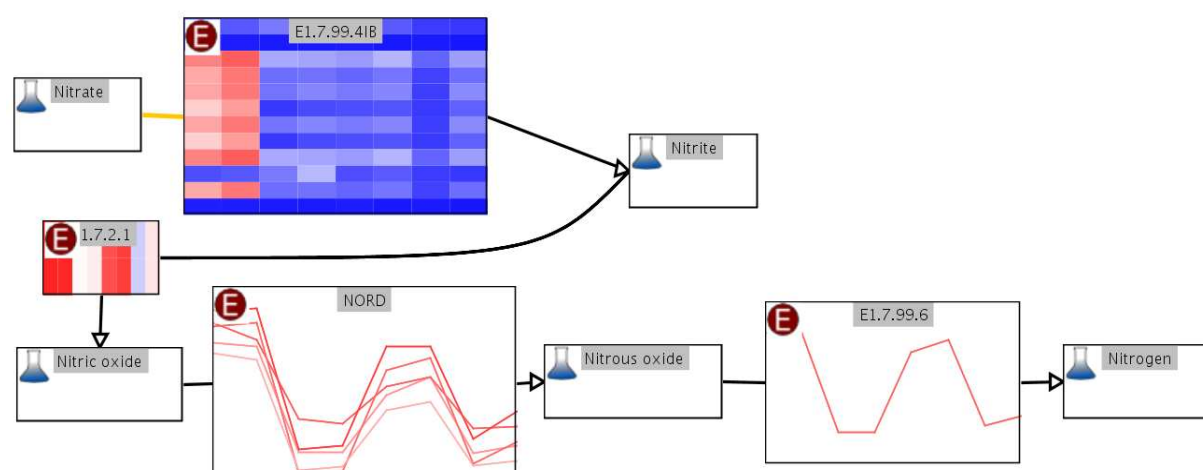 E
E1.7.99.4IB
Nitrate
Nitrite
E
1.7.2.1
E
NORD
E
E1.7.99.6
Nitric oxide
Nitrous oxide
Nitrogen